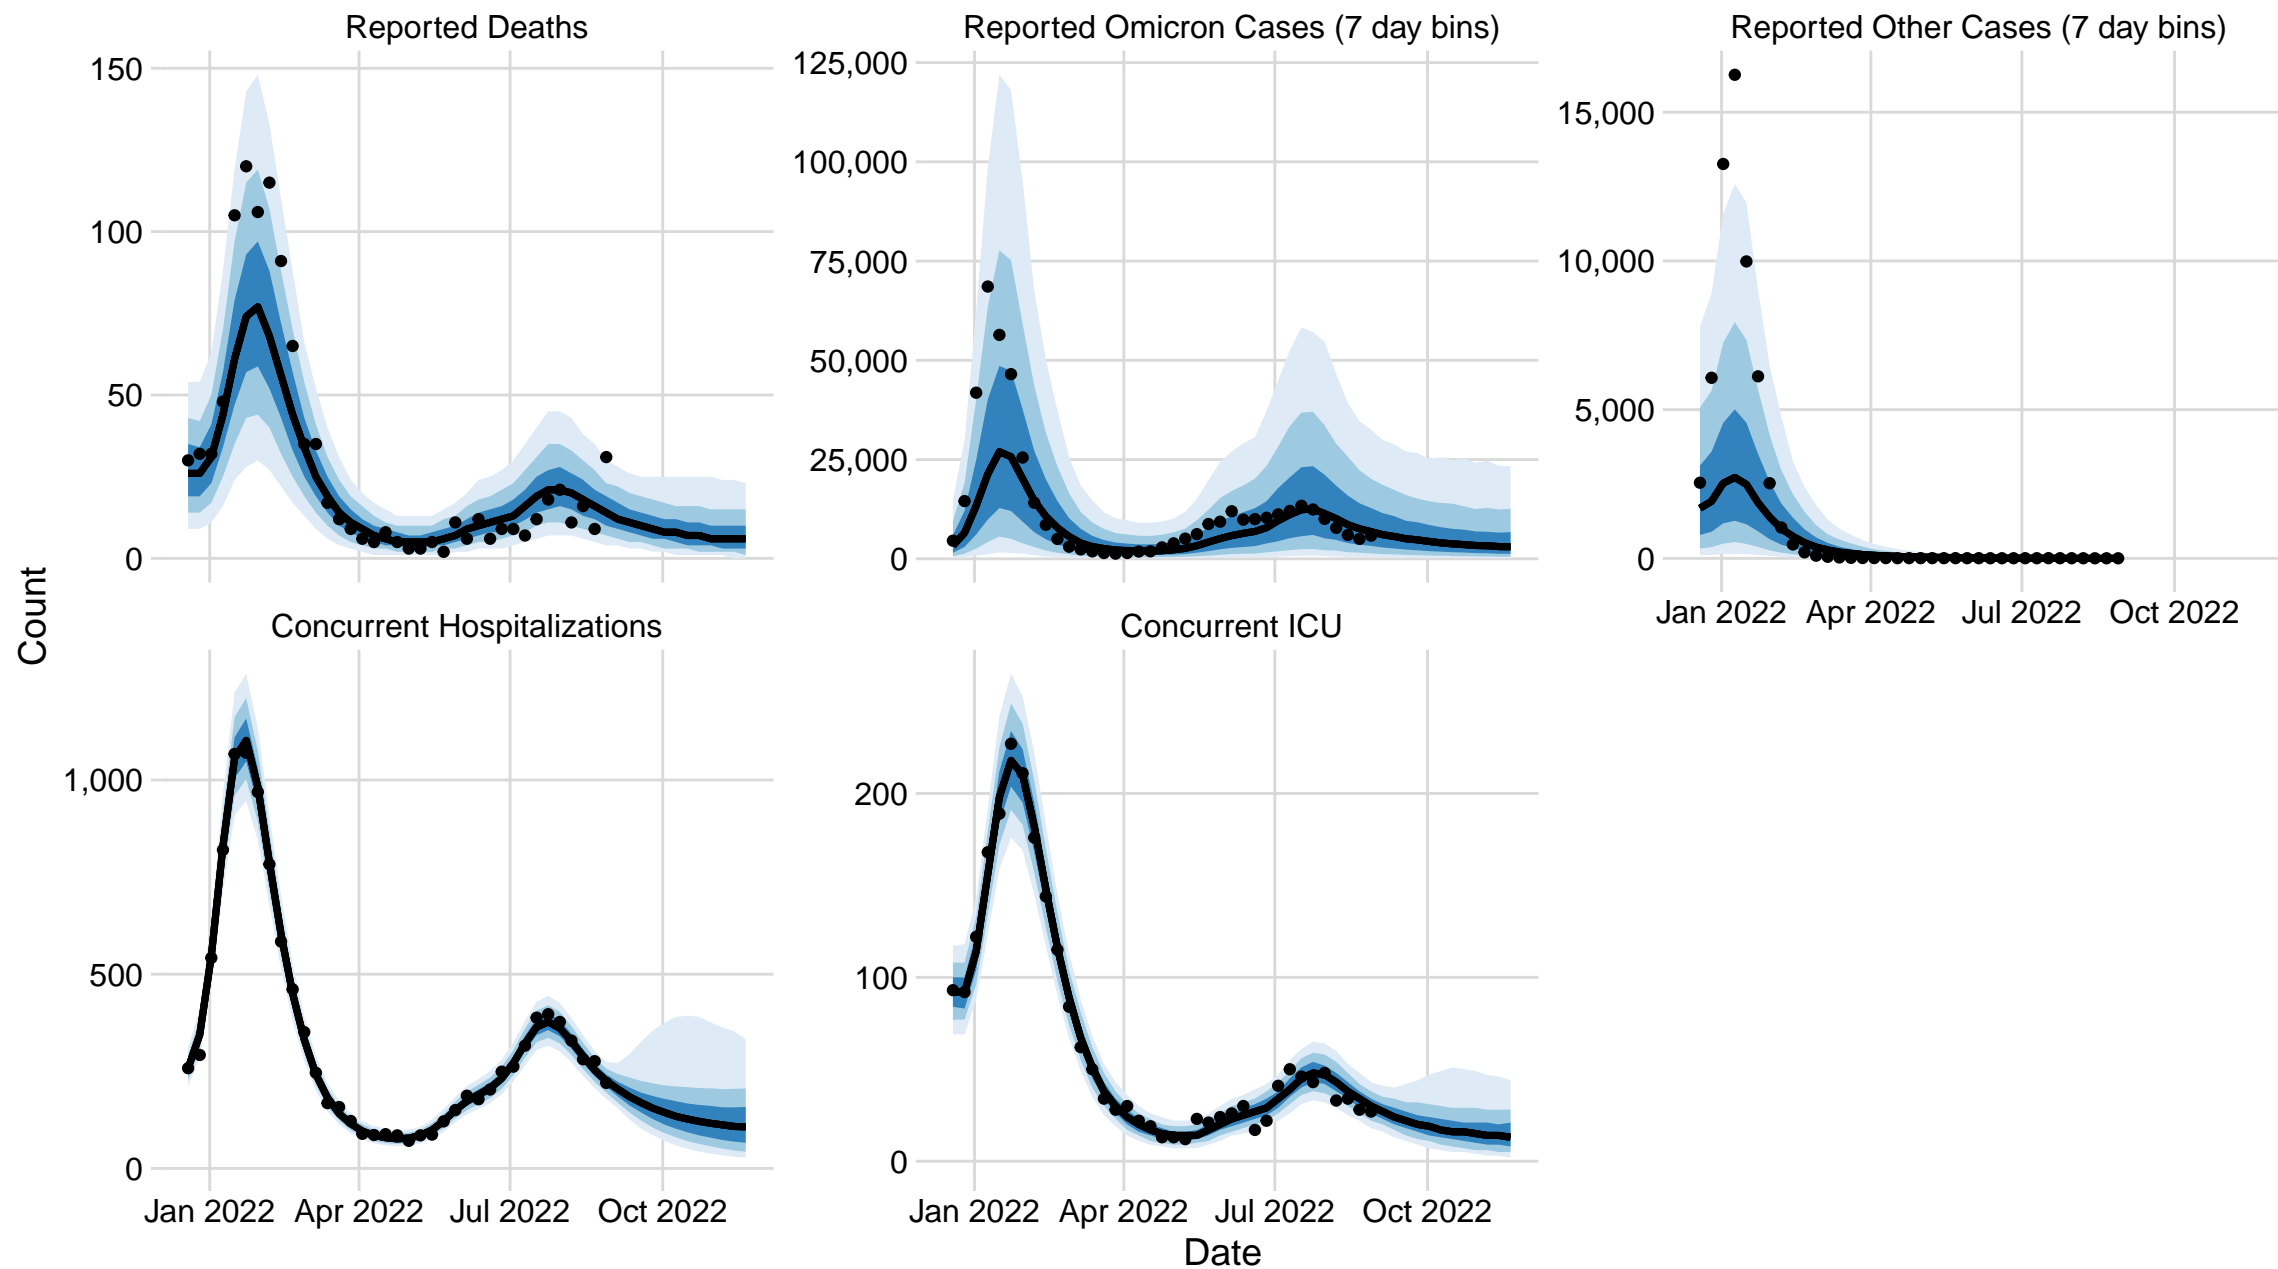 Reported Deaths
Reported Omicron Cases (7 day bins)
Reported Other Cases (7 day bins)
150
100
50
0
125,000
100,000
75,000
50,000
25,000
0
15,000
10,000
5,000
0
Jan 2022 Apr 2022 Jul 2022 Oct 2022
Count
Concurrent Hospitalizations
Concurrent ICU
1,000
500
0
200
100
0
Jan 2022 Apr 2022 Jul 2022 Oct 2022
Jan 2022 Apr 2022 Jul 2022 Oct 2022
Date